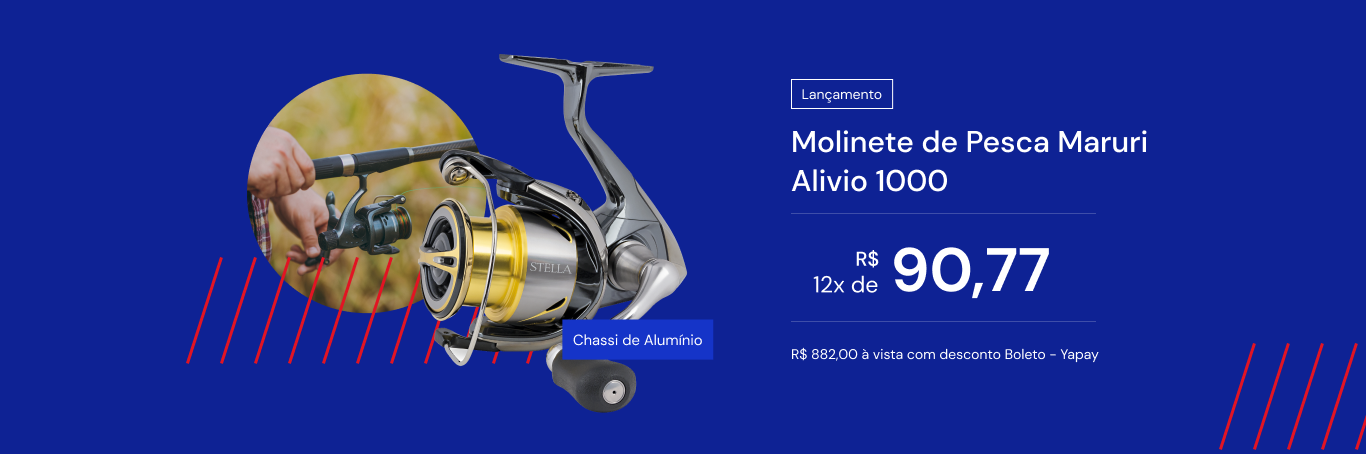 Lançamento
Molinete de Pesca Maruri
Alivio 1000
R$
12x de 90,77
STELLA
Chassi de Alumínio
R$ 882,00 à vista com desconto Boleto - Yapay